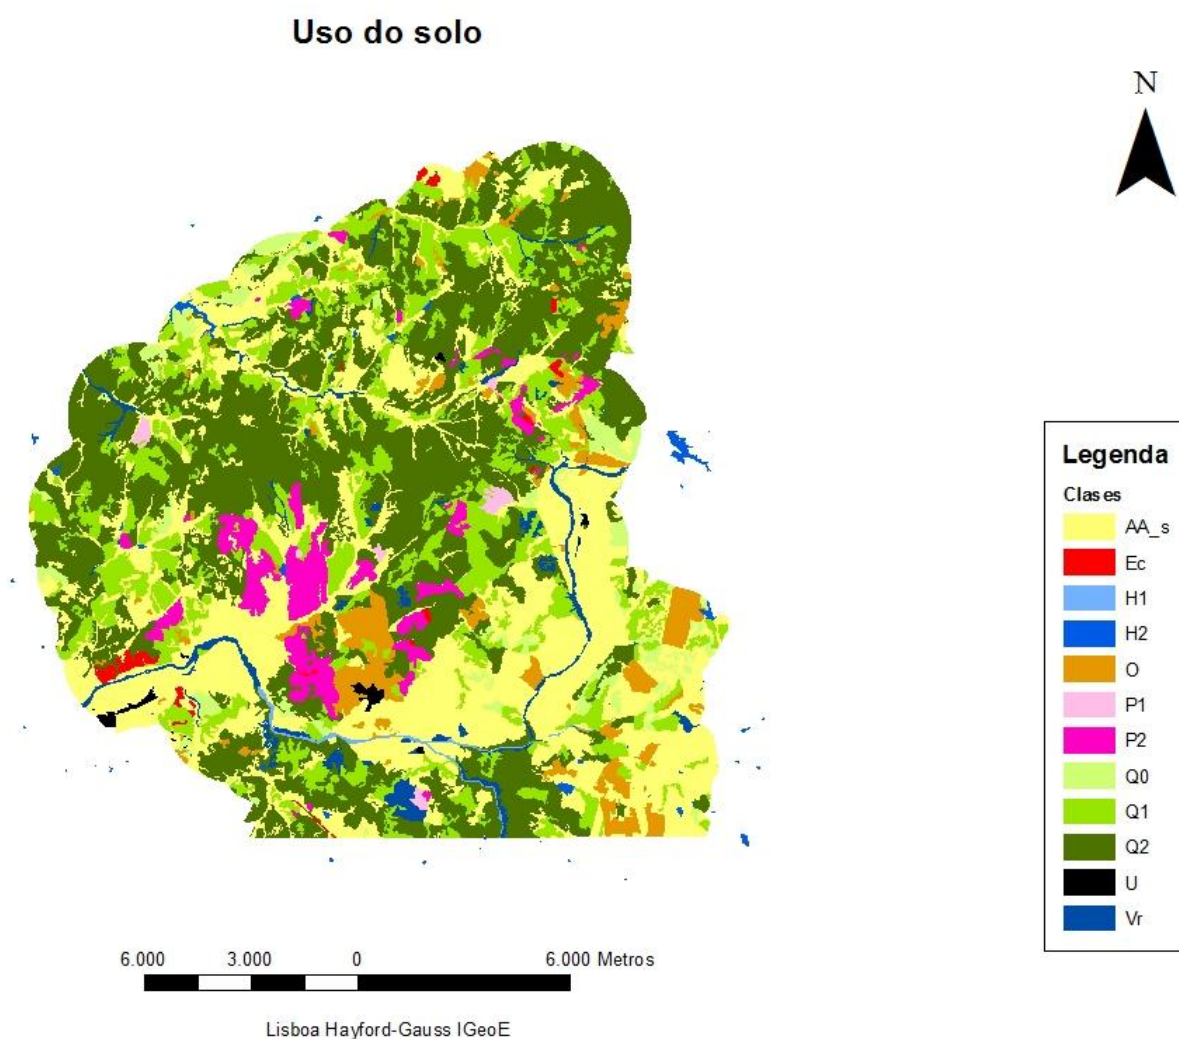 Uso do solo
N
Legenda
Clases
AA_s
Ec
H1
H2
O
P1
P2
Q0
Q1
Q2
U
Vr
6.000 3.000 0 6.000 Metros
Lisboa Hayford-Gauss IGeoE